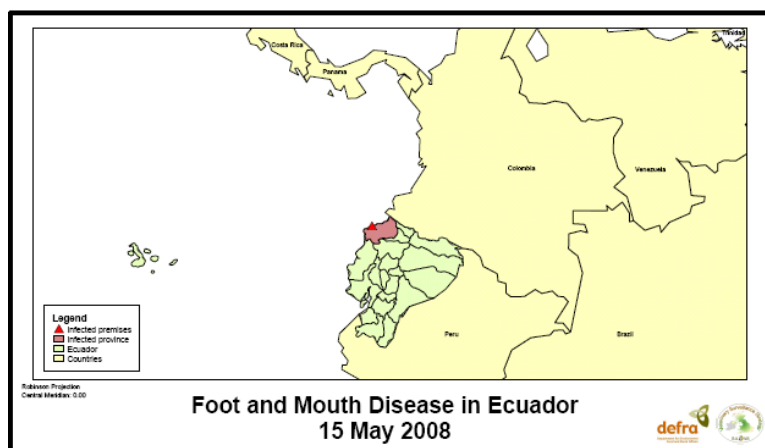 Costa Rica
Panama
Trinidad
Colombia
Venezuela
Peru
Brazil
Legend
Infected premises
Infected province
Ecuador
Countries
Robinson Projection
Central Meridian: 0.00
Foot and Mouth Disease in Ecuador
15 May 2008
defra